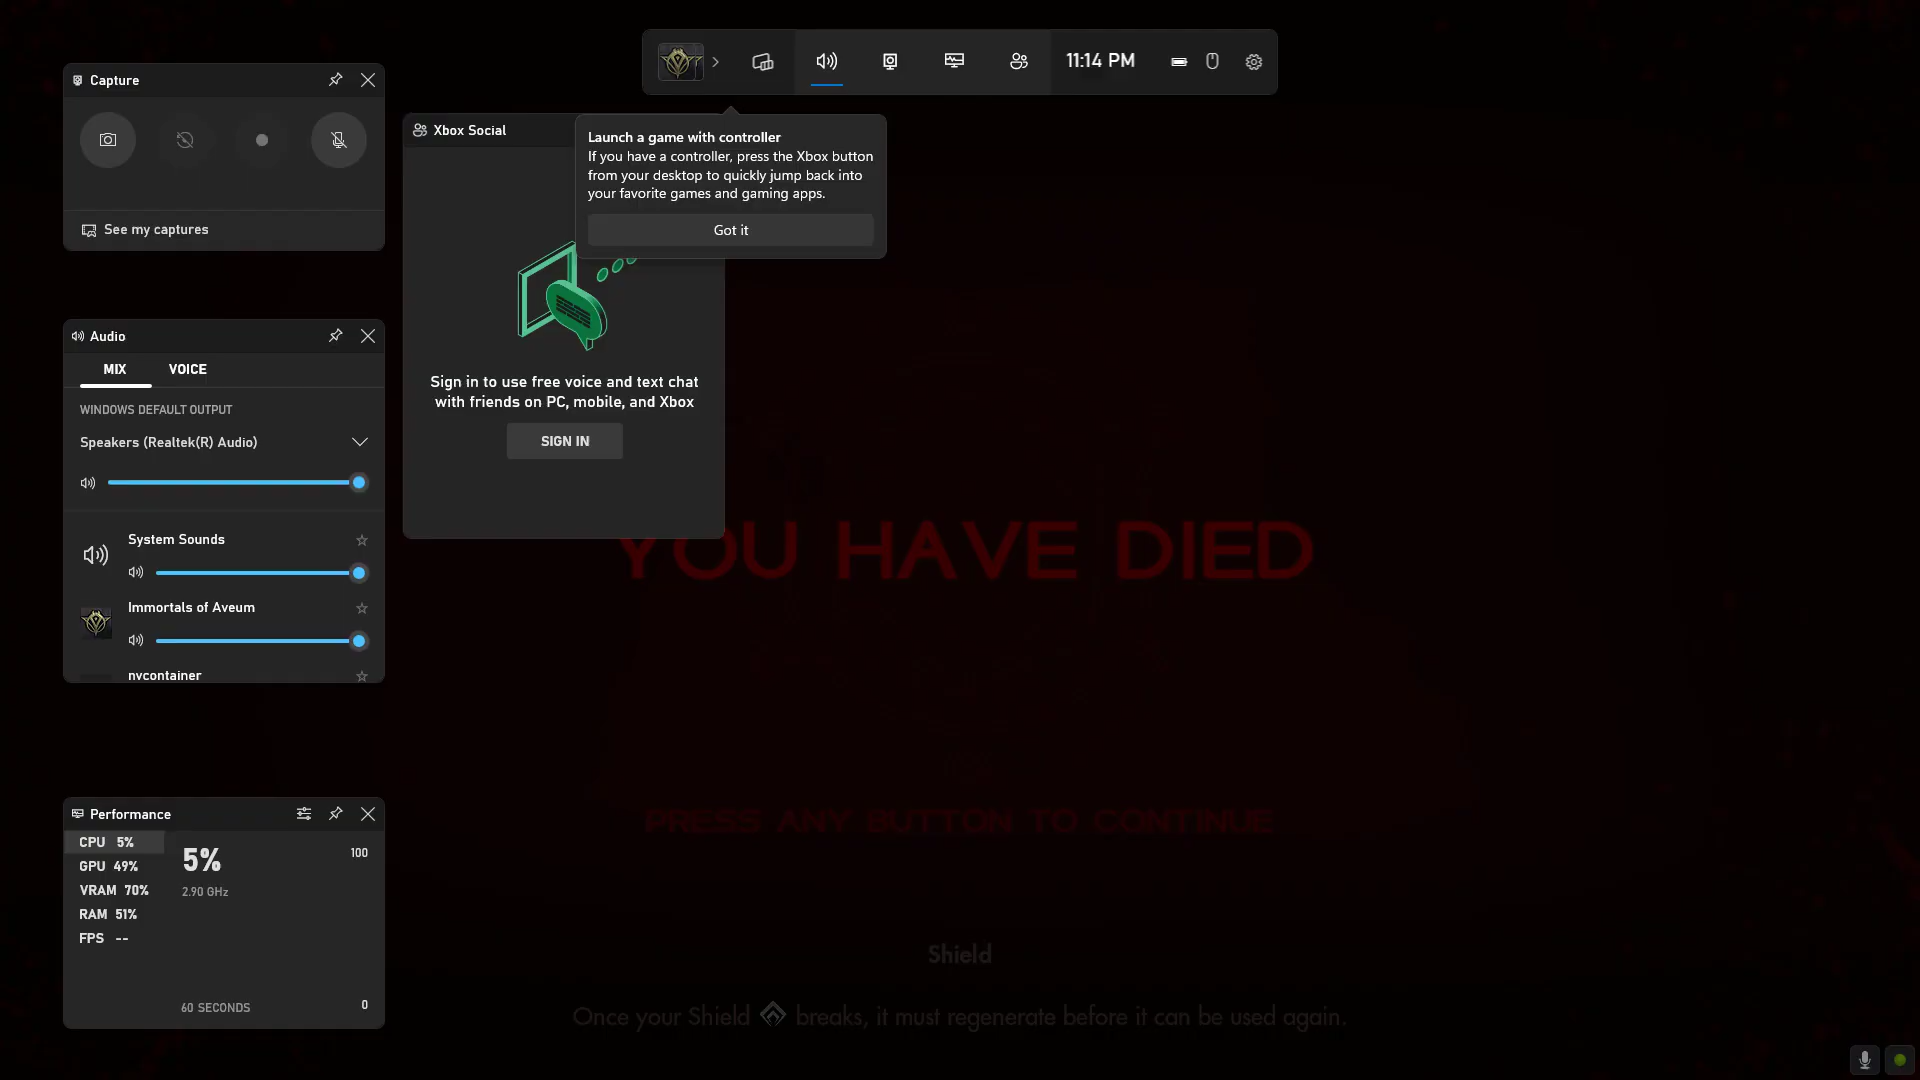 11:14 PM
Capture
See my captures
Xbox Social
Launch a game with controller
If you have a controller, press the Xbox button
from your desktop to quickly jump back into
your favorite games and gaming apps.
Got it
Sign in to use free voice and text chat
with friends on PC, mobile, and Xbox
SIGN IN
Audio
MIX VOICE
WINDOWS DEFAULT OUTPUT
Speakers (Realtek(R) Audio)
System Sounds
Immortals of Aveum
nvcontainer
YOU HAVE DIED
PRESS ANY BUTTON TO CONTINUE
Performance
CPU 5%
GPU 49%
VRAM 70%
RAM 51%
FPS --
5%
2.90 GHz
100
60 SECONDS
0
Shield
Once your Shield breaks, it must regenerate before it can be used again.